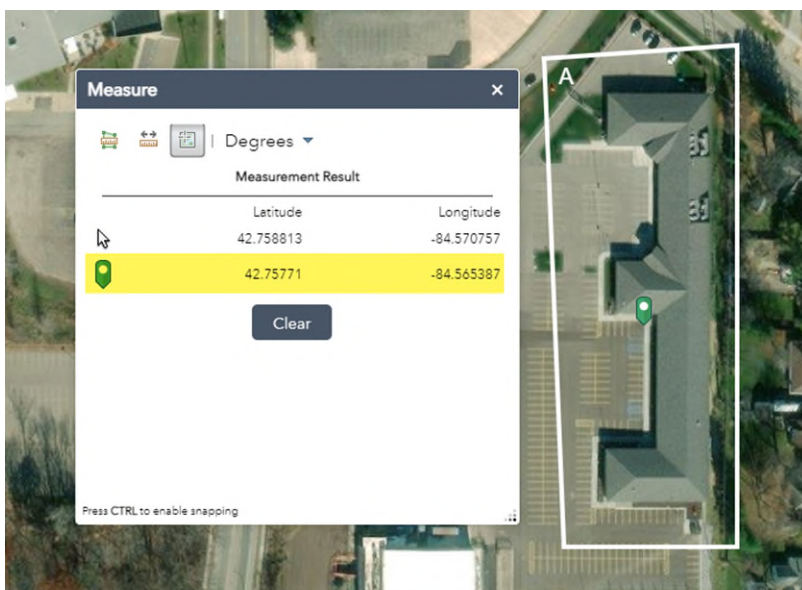 A
Measure
Degrees
Measurement Result
Latitude Longitude
42.758813 -84.570757
42.75771 -84.565387
Clear
Press CTRL to enable snapping